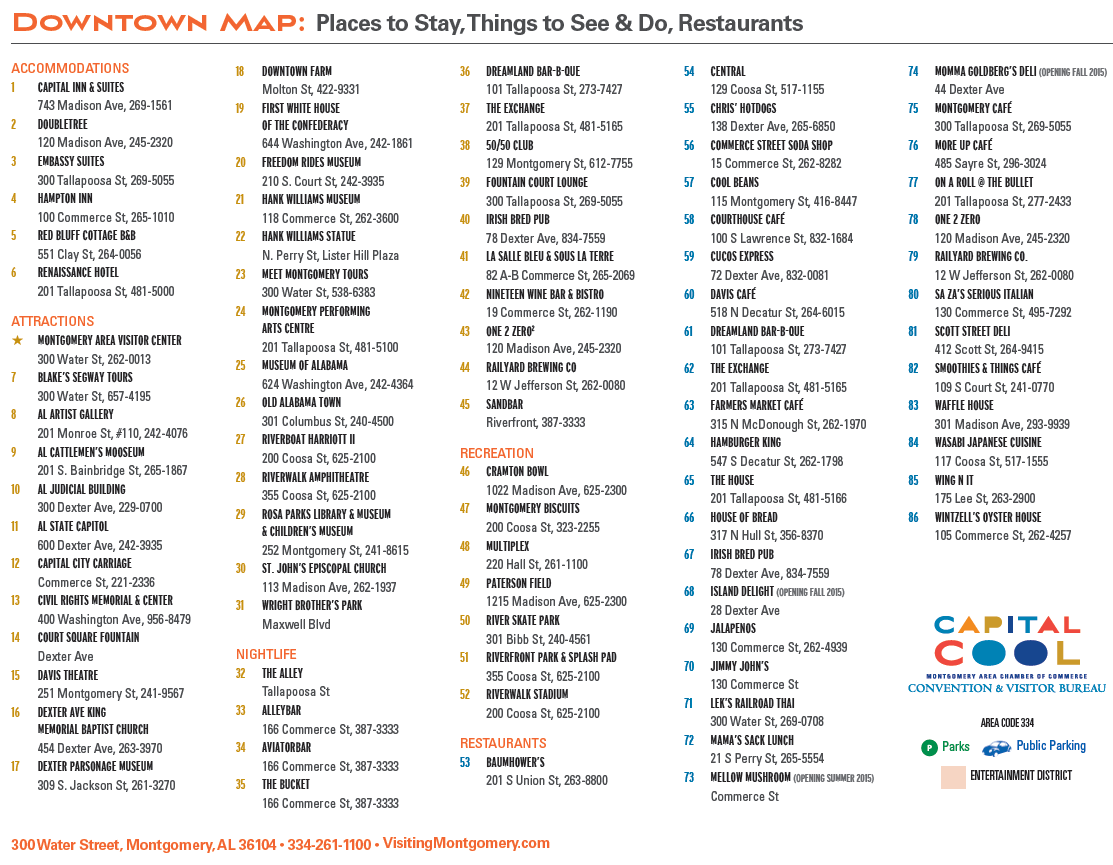 Downtown Map: Places to Stay, Things to See & Do, Restaurants
ACCOMMODATIONS
1 CAPITAL INN & SUITES
743 Madison Ave, 269-1561
2 DOUBLETREE
120 Madison Ave, 245-2320
3 EMBASSY SUITES
300 Tallapoosa St, 269-5055
4 HAMPTON INN
100 Commerce St, 265-1010
5 RED BLUFF COTTAGE B&B
551 Clay St, 264-0056
6 RENAISSANCE HOTEL
201 Tallapoosa St, 481-5000
ATTRACTIONS
★ MONTGOMERY AREA VISITOR CENTER
300 Water St, 262-0013
7 BLAKE'S SEGWAY TOURS
300 Water St, 657-4195
8 AL ARTIST GALLERY
201 Monroe St, #110, 242-4076
9 AL CATTLEMEN'S MOOSEUM
201 S. Bainbridge St, 265-1867
10 AL JUDICIAL BUILDING
300 Dexter Ave, 229-0700
11 AL STATE CAPITOL
600 Dexter Ave, 242-3935
12 CAPITAL CITY CARRIAGE
Commerce St, 221-2336
13 CIVIL RIGHTS MEMORIAL & CENTER
400 Washington Ave, 956-8479
14 COURT SQUARE FOUNTAIN
Dexter Ave
15 DAVIS THEATRE
251 Montgomery St, 241-9567
16 DEXTER AVE KING
MEMORIAL BAPTIST CHURCH
454 Dexter Ave, 263-3970
17 DEXTER PARSONAGE MUSEUM
309 S. Jackson St, 261-3270
18 DOWNTOWN FARM
Molton St, 422-9331
19 FIRST WHITE HOUSE
OF THE CONFEDERACY
644 Washington Ave, 242-1861
20 FREEDOM RIDES MUSEUM
210 S. Court St, 242-3935
21 HANK WILLIAMS MUSEUM
118 Commerce St, 262-3600
22 HANK WILLIAMS STATUE
N. Perry St, Lister Hill Plaza
23 MEET MONTGOMERY TOURS
300 Water St, 538-6383
24 MONTGOMERY PERFORMING
ARTS CENTRE
201 Tallapoosa St, 481-5100
25 MUSEUM OF ALABAMA
624 Washington Ave, 242-4364
26 OLD ALABAMA TOWN
301 Columbus St, 240-4500
27 RIVERBOAT HARRIOTT II
200 Coosa St, 625-2100
28 RIVERWALK AMPHITHEATRE
355 Coosa St, 625-2100
29 ROSA PARKS LIBRARY & MUSEUM
& CHILDREN'S MUSEUM
252 Montgomery St, 241-8615
30 ST. JOHN'S EPISCOPAL CHURCH
113 Madison Ave, 262-1937
31 WRIGHT BROTHER'S PARK
Maxwell Blvd
NIGHTLIFE
32 THE ALLEY
Tallapoosa St
33 ALLEYBAR
166 Commerce St, 387-3333
34 AVIATORBAR
166 Commerce St, 387-3333
35 THE BUCKET
166 Commerce St, 387-3333
36 DREAMLAND BAR-B-QUE
101 Tallapoosa St, 273-7427
37 THE EXCHANGE
201 Tallapoosa St, 481-5165
38 50/50 CLUB
129 Montgomery St, 612-7755
39 FOUNTAIN COURT LOUNGE
300 Tallapoosa St, 269-5055
40 IRISH BRED PUB
78 Dexter Ave, 834-7559
41 LA SALLE BLEU & SOUS LA TERRE
82 A-B Commerce St, 265-2069
42 NINETEEN WINE BAR & BISTRO
19 Commerce St, 262-1190
43 ONE 2 ZERO²
120 Madison Ave, 245-2320
44 RAILYARD BREWING CO
12 W Jefferson St, 262-0080
45 SANDBAR
Riverfront, 387-3333
RECREATION
46 CRAMTON BOWL
1022 Madison Ave, 625-2300
47 MONTGOMERY BISCUITS
200 Coosa St, 323-2255
48 MULTIPLEX
220 Hall St, 261-1100
49 PATERSON FIELD
1215 Madison Ave, 625-2300
50 RIVER SKATE PARK
301 Bibb St, 240-4561
51 RIVERFRONT PARK & SPLASH PAD
355 Coosa St, 625-2100
52 RIVERWALK STADIUM
200 Coosa St, 625-2100
RESTAURANTS
53 BAUMHOWER'S
201 S Union St, 263-8800
54 CENTRAL
129 Coosa St, 517-1155
55 CHRIS' HOTDOGS
138 Dexter Ave, 265-6850
56 COMMERCE STREET SODA SHOP
15 Commerce St, 262-8282
57 COOL BEANS
115 Montgomery St, 416-8447
58 COURTHOUSE CAFÉ
100 S Lawrence St, 832-1684
59 CUCOS EXPRESS
72 Dexter Ave, 832-0081
60 DAVIS CAFÉ
518 N Decatur St, 264-6015
61 DREAMLAND BAR-B-QUE
101 Tallapoosa St, 273-7427
62 THE EXCHANGE
201 Tallapoosa St, 481-5165
63 FARMERS MARKET CAFÉ
315 N McDonough St, 262-1970
64 HAMBURGER KING
547 S Decatur St, 262-1798
65 THE HOUSE
201 Tallapoosa St, 481-5166
66 HOUSE OF BREAD
317 N Hull St, 356-8370
67 IRISH BRED PUB
78 Dexter Ave, 834-7559
68 ISLAND DELIGHT (OPENING FALL 2015)
28 Dexter Ave
69 JALAPENOS
130 Commerce St, 262-4939
70 JIMMY JOHN'S
130 Commerce St
71 LEK'S RAILROAD THAI
300 Water St, 269-0708
72 MAMA'S SACK LUNCH
21 S Perry St, 265-5554
73 MELLOW MUSHROOM (OPENING SUMMER 2015)
Commerce St
74 MOMMA GOLDBERG'S DELI (OPENING FALL 2015)
44 Dexter Ave
75 MONTGOMERY CAFÉ
300 Tallapoosa St, 269-5055
76 MORE UP CAFÉ
485 Sayre St, 296-3024
77 ON A ROLL @ THE BULLET
201 Tallapoosa St, 277-2433
78 ONE 2 ZERO
120 Madison Ave, 245-2320
79 RAILYARD BREWING CO.
12 W Jefferson St, 262-0080
80 SA ZA'S SERIOUS ITALIAN
130 Commerce St, 495-7292
81 SCOTT STREET DELI
412 Scott St, 264-9415
82 SMOOTHIES & THINGS CAFÉ
109 S Court St, 241-0770
83 WAFFLE HOUSE
301 Madison Ave, 293-9939
84 WASABI JAPANESE CUISINE
117 Coosa St, 517-1555
85 WING N IT
175 Lee St, 263-2900
86 WINTZELL'S OYSTER HOUSE
105 Commerce St, 262-4257
CAPITAL
COOL
MONTGOMERY AREA CHAMBER OF COMMERCE
CONVENTION & VISITOR BUREAU
AREA CODE 334
P Parks Public Parking
ENTERTAINMENT DISTRICT
300 Water Street, Montgomery, AL 36104 • 334-261-1100 • VisitingMontgomery.com